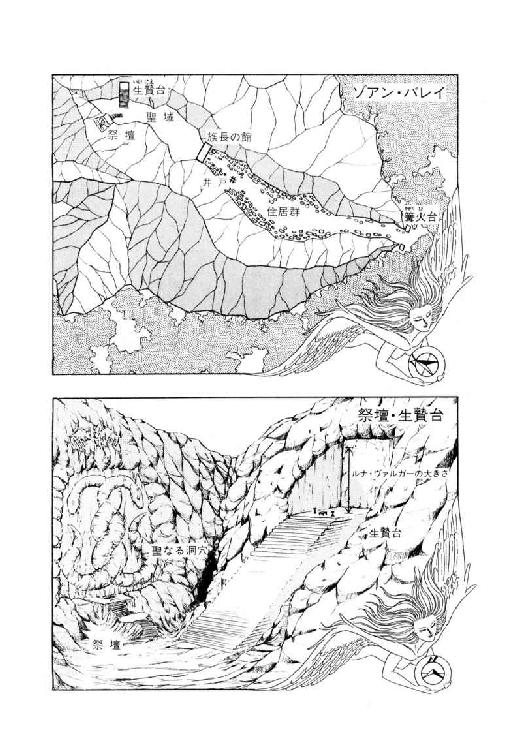 ゾアン・バレイ
生贄台
聖域
祭壇
族長の館
井戸
住居群
篝火台
祭壇・生贄台
ルナ・ヴァルガーの大きさ
生贄台
聖なる洞穴
祭壇